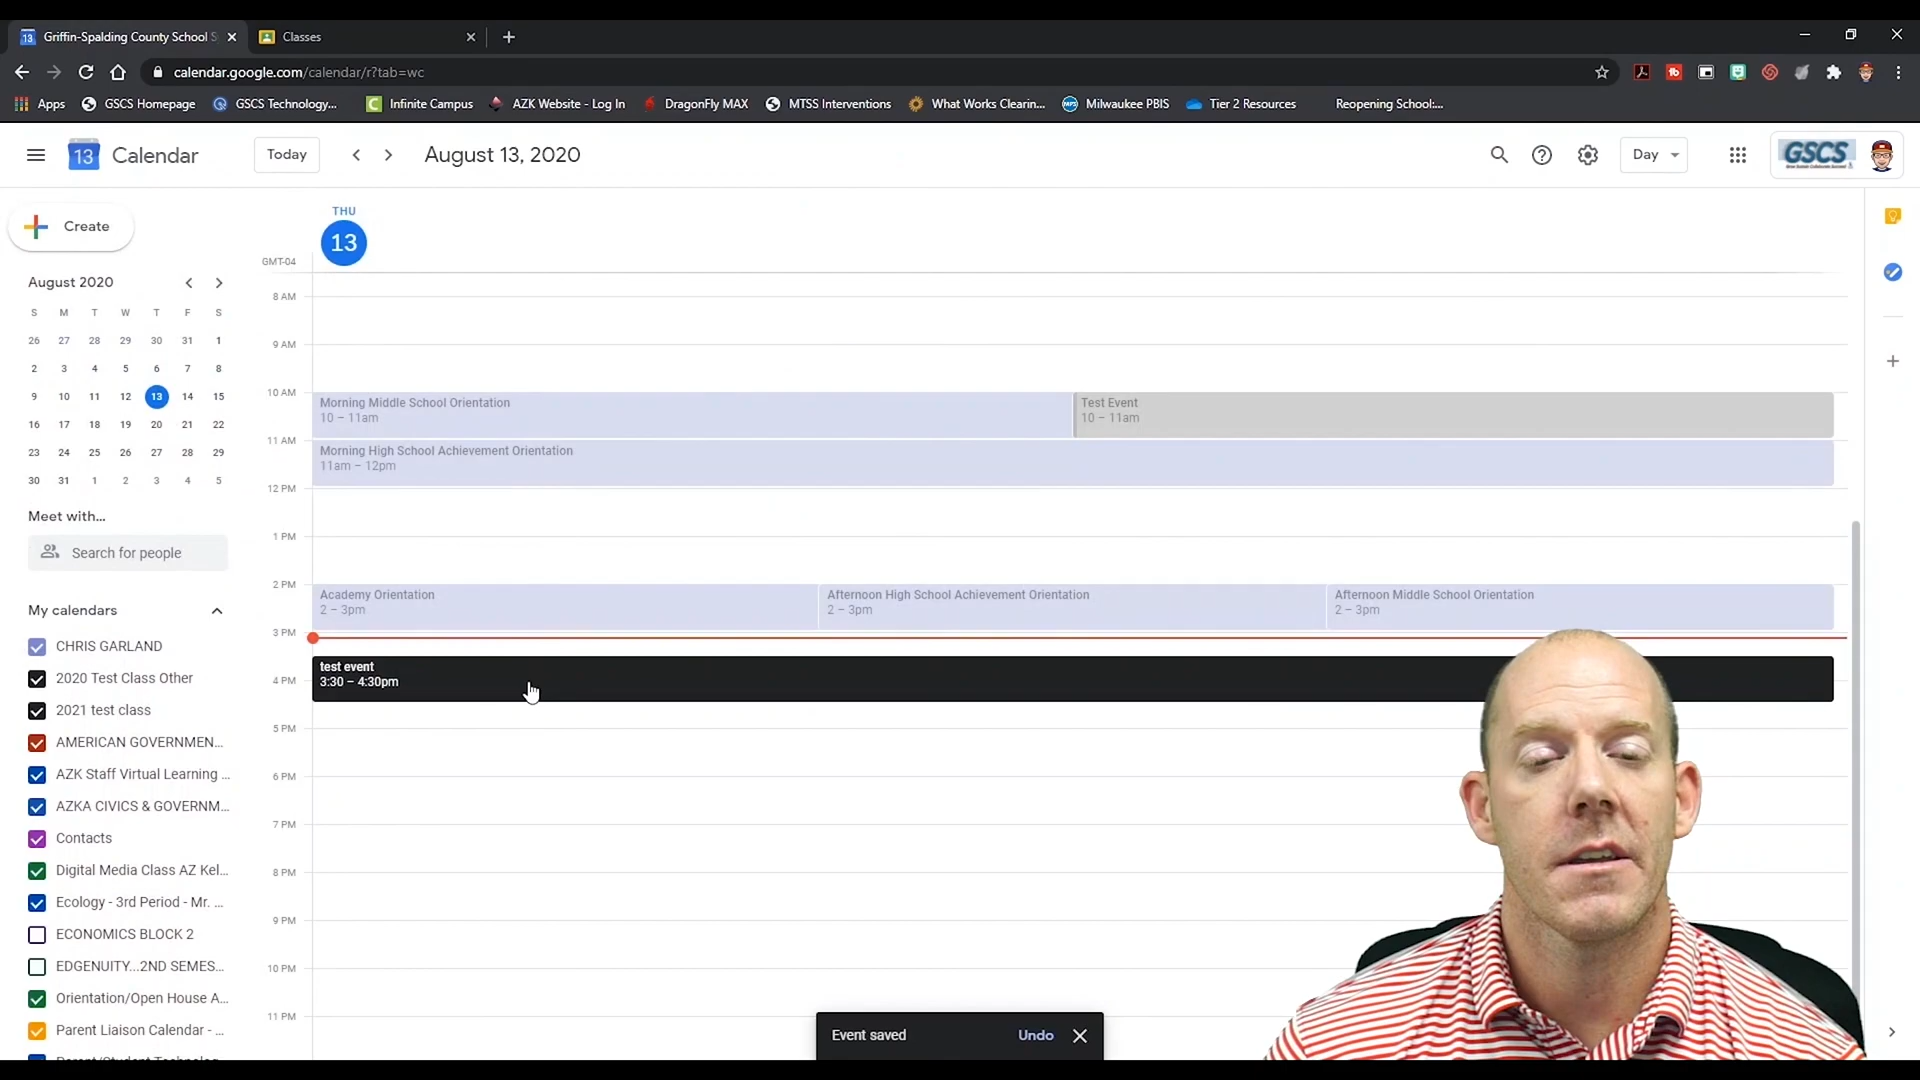 13 Griffin-Spalding County School S
Classes
calendar.google.com/calendar/r?tab=wc
Apps
GSCS Homepage
GSCS Technology...
Infinite Campus
AZK Website - Log In
DragonFly MAX
MTSS Interventions
What Works Clearin...
Milwaukee PBIS
Tier 2 Resources
Reopening School:...
13 Calendar
Today
August 13, 2020
Day
GSCS
Create
THU
13
GMT-04
August 2020
S M T W T F S
26 27 28 29 30 31 1
2 3 4 5 6 7 8
9 10 11 12 13 14 15
16 17 18 19 20 21 22
23 24 25 26 27 28 29
30 31 1 2 3 4 5
Meet with...
Search for people
My calendars
CHRIS GARLAND
2020 Test Class Other
2021 test class
AMERICAN GOVERNMEN...
AZK Staff Virtual Learning ...
AZKA CIVICS & GOVERNM...
Contacts
Digital Media Class AZ Kel...
Ecology - 3rd Period - Mr. ...
ECONOMICS BLOCK 2
EDGENUITY...2ND SEMES...
Orientation/Open House A...
Parent Liaison Calendar - ...
8 AM
9 AM
10 AM
Morning Middle School Orientation
10 – 11am
Test Event
10 – 11am
11 AM
Morning High School Achievement Orientation
11am – 12pm
12 PM
1 PM
2 PM
Academy Orientation
2 – 3pm
Afternoon High School Achievement Orientation
2 – 3pm
Afternoon Middle School Orientation
2 – 3pm
3 PM
test event
3:30 – 4:30pm
4 PM
5 PM
6 PM
7 PM
8 PM
9 PM
10 PM
11 PM
Event saved
Undo